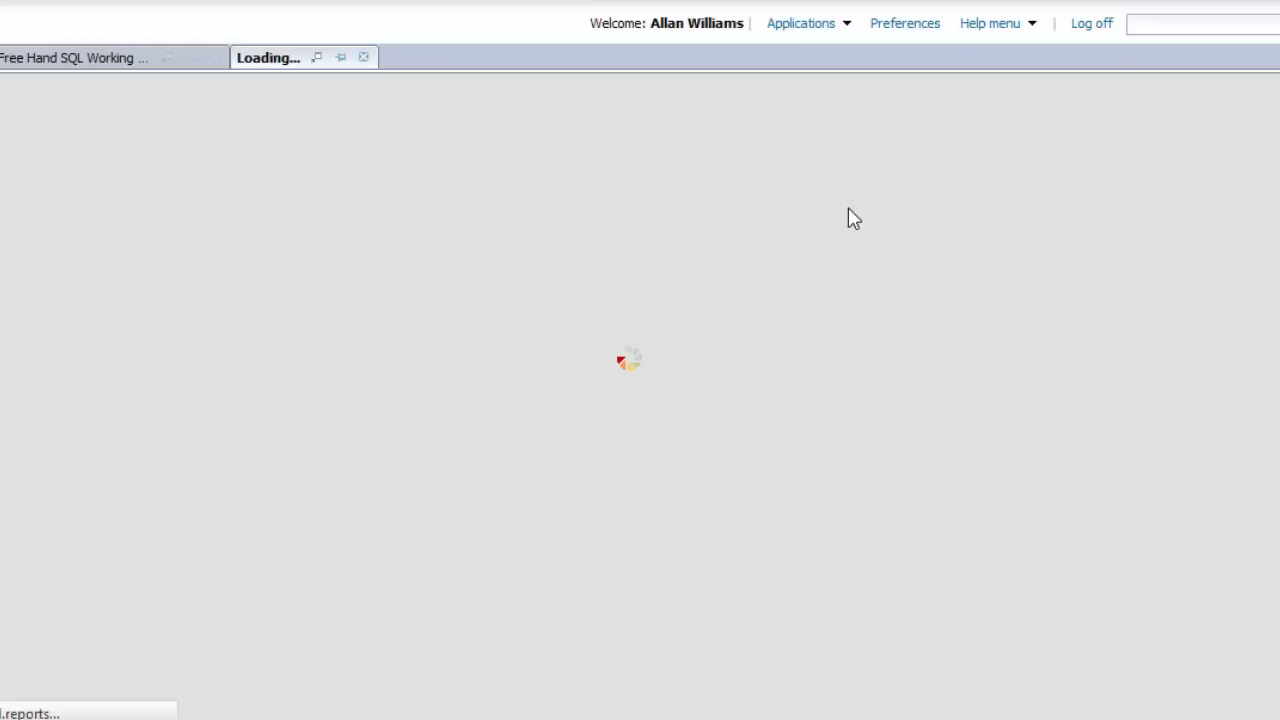 Welcome: Allan Williams | Applications Preferences Help menu | Log off
Free Hand SQL Working ... Loading...
.reports...